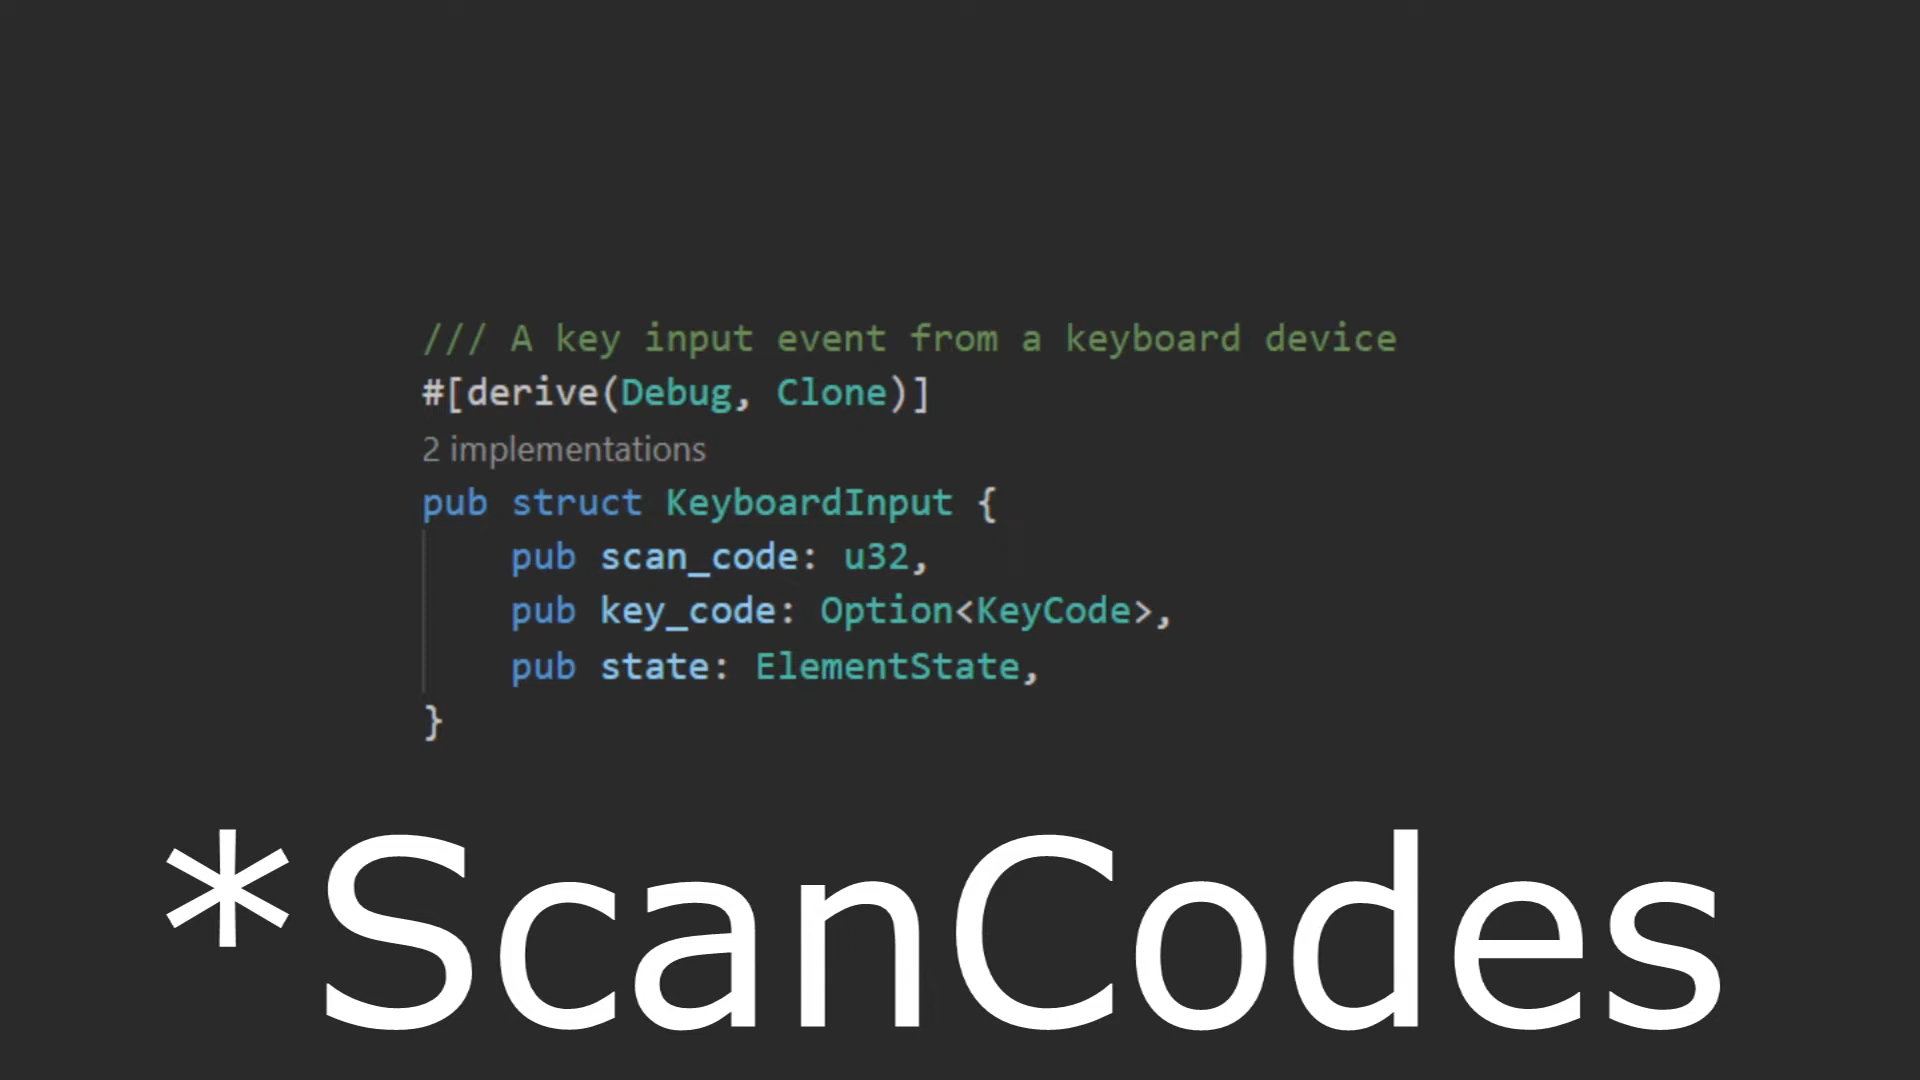 /// A key input event from a keyboard device
#[derive(Debug, Clone)]
2 implementations
pub struct KeyboardInput {
    pub scan_code: u32,
    pub key_code: Option<KeyCode>,
    pub state: ElementState,
}
*ScanCodes